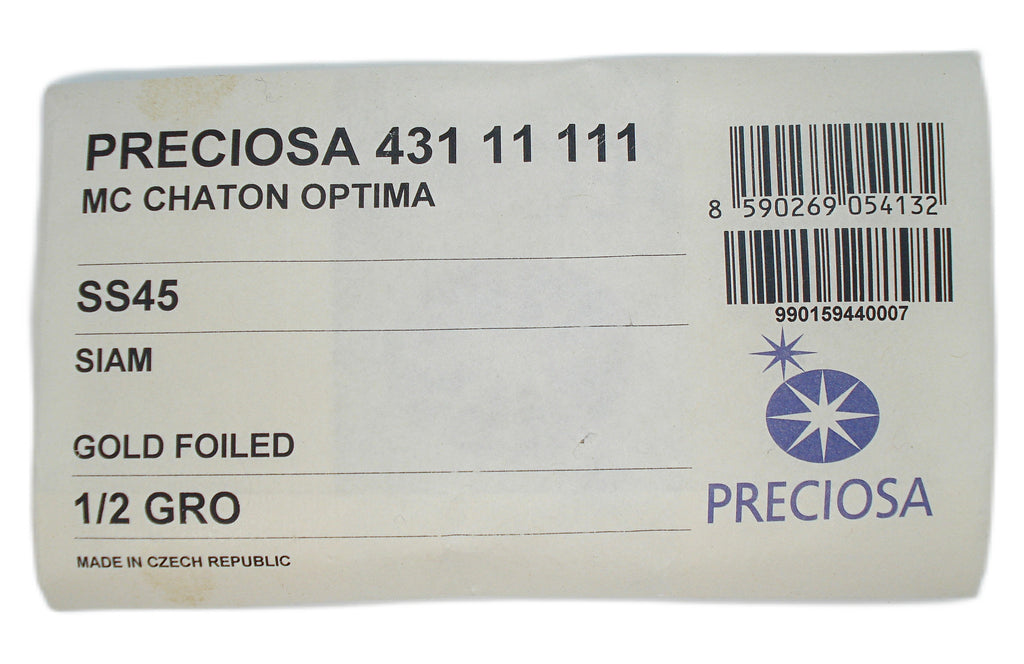 PRECIOSA 431 11 111
MC CHATON OPTIMA
SS45
SIAM
GOLD FOILED
1/2 GRO
MADE IN CZECH REPUBLIC
8 590269 054132
990159440007
PRECIOSA